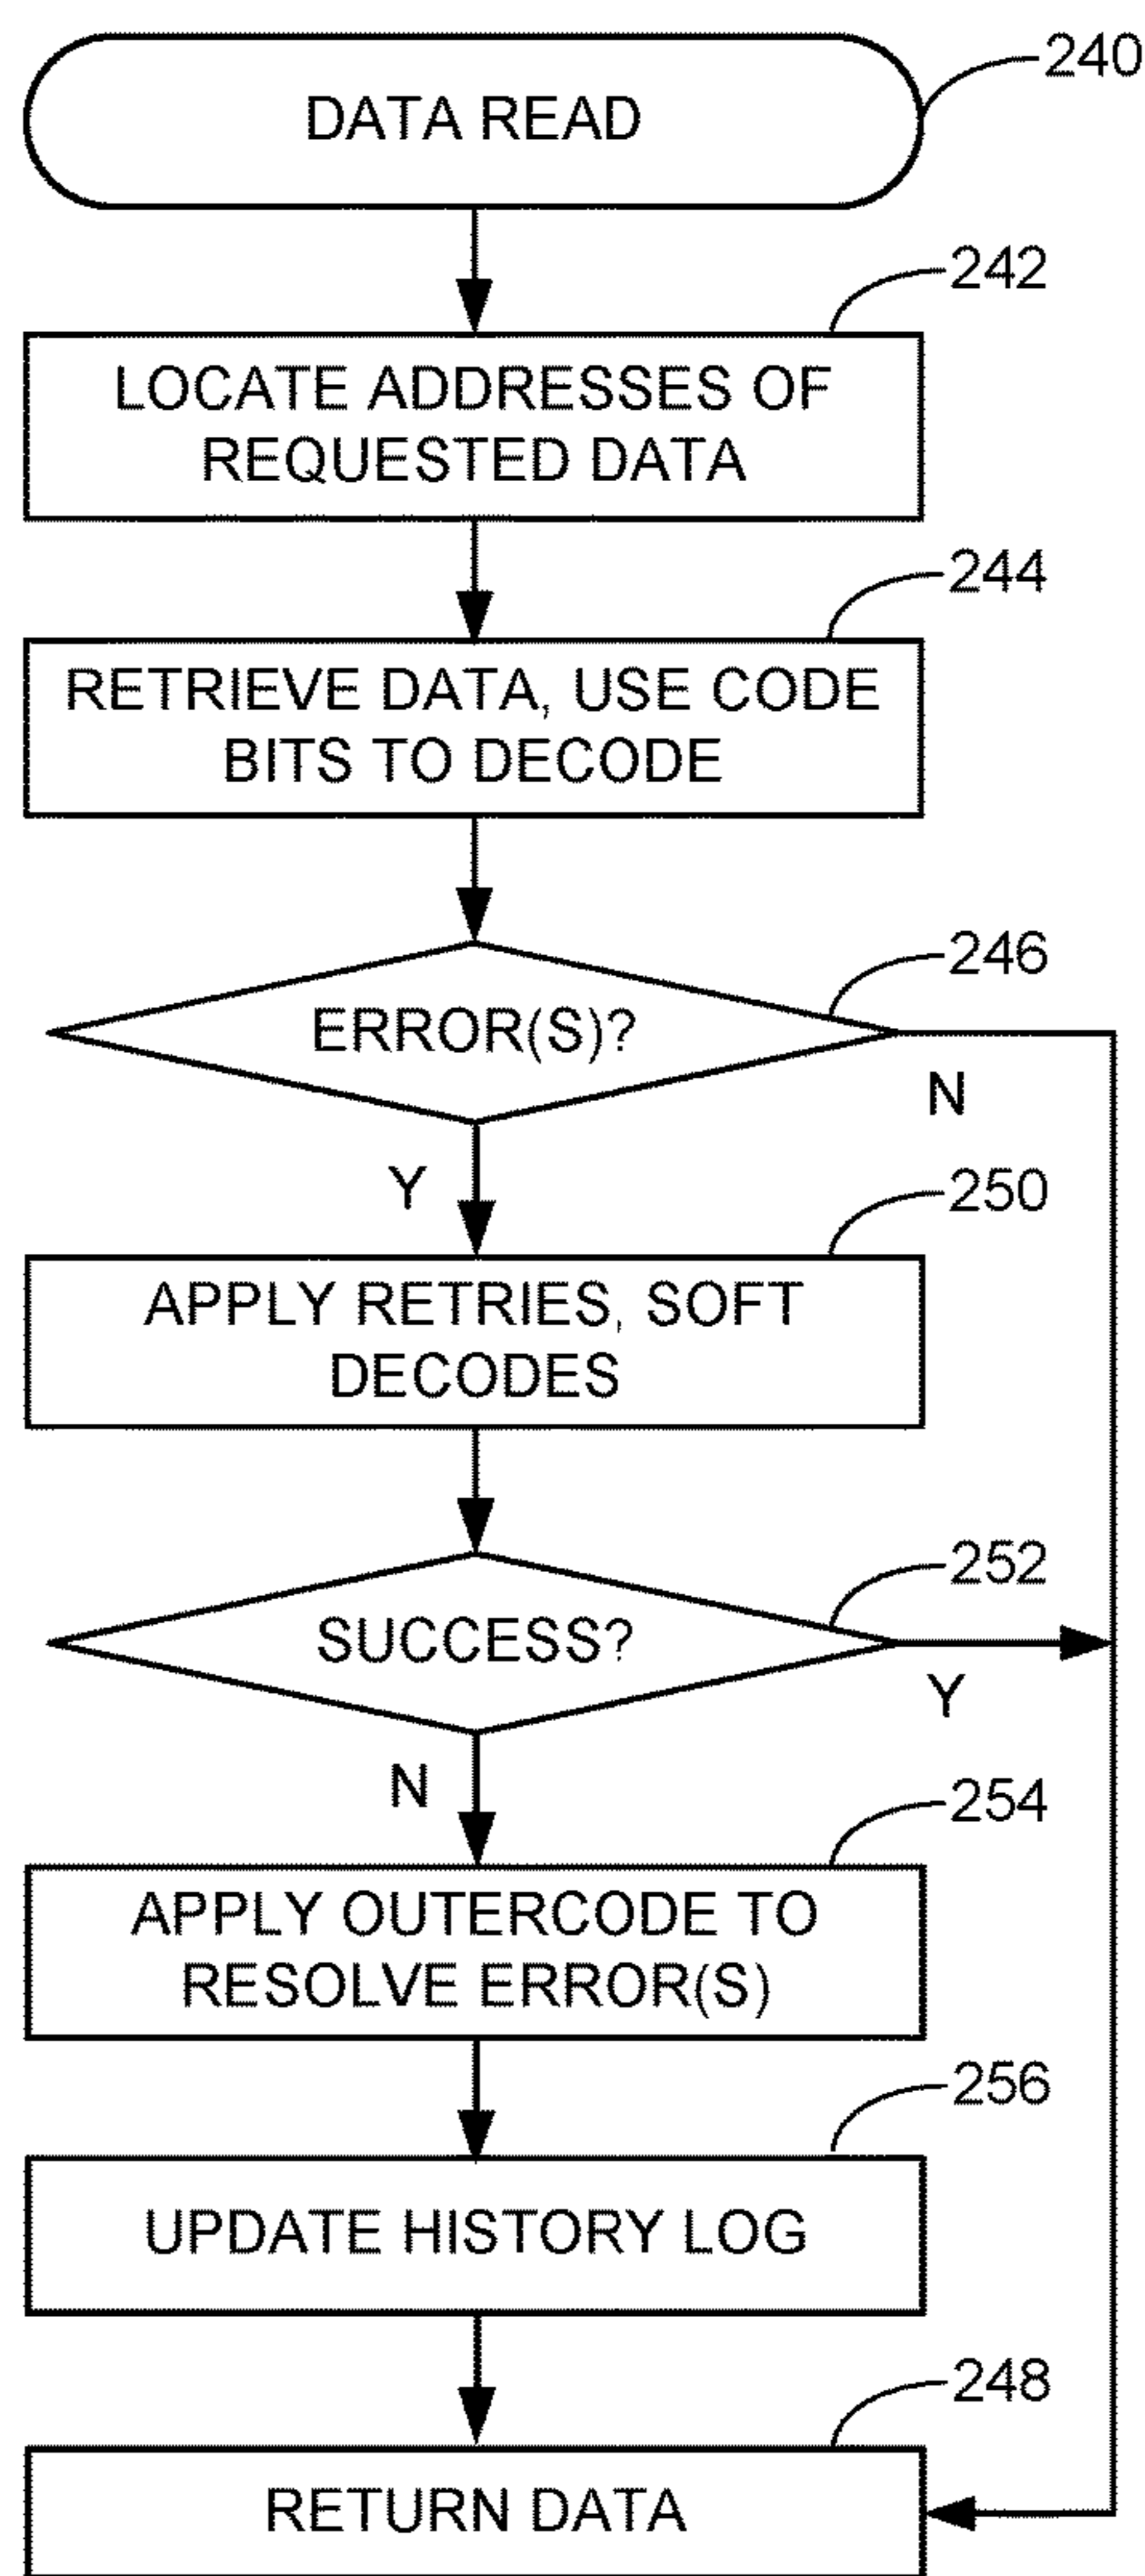 DATA READ
240
242
LOCATE ADDRESSES OF
REQUESTED DATA
244
RETRIEVE DATA, USE CODE
BITS TO DECODE
246
ERROR(S)?
N
Y
250
APPLY RETRIES, SOFT
DECODES
252
SUCCESS?
Y
N
254
APPLY OUTERCODE TO
RESOLVE ERROR(S)
256
UPDATE HISTORY LOG
248
RETURN DATA